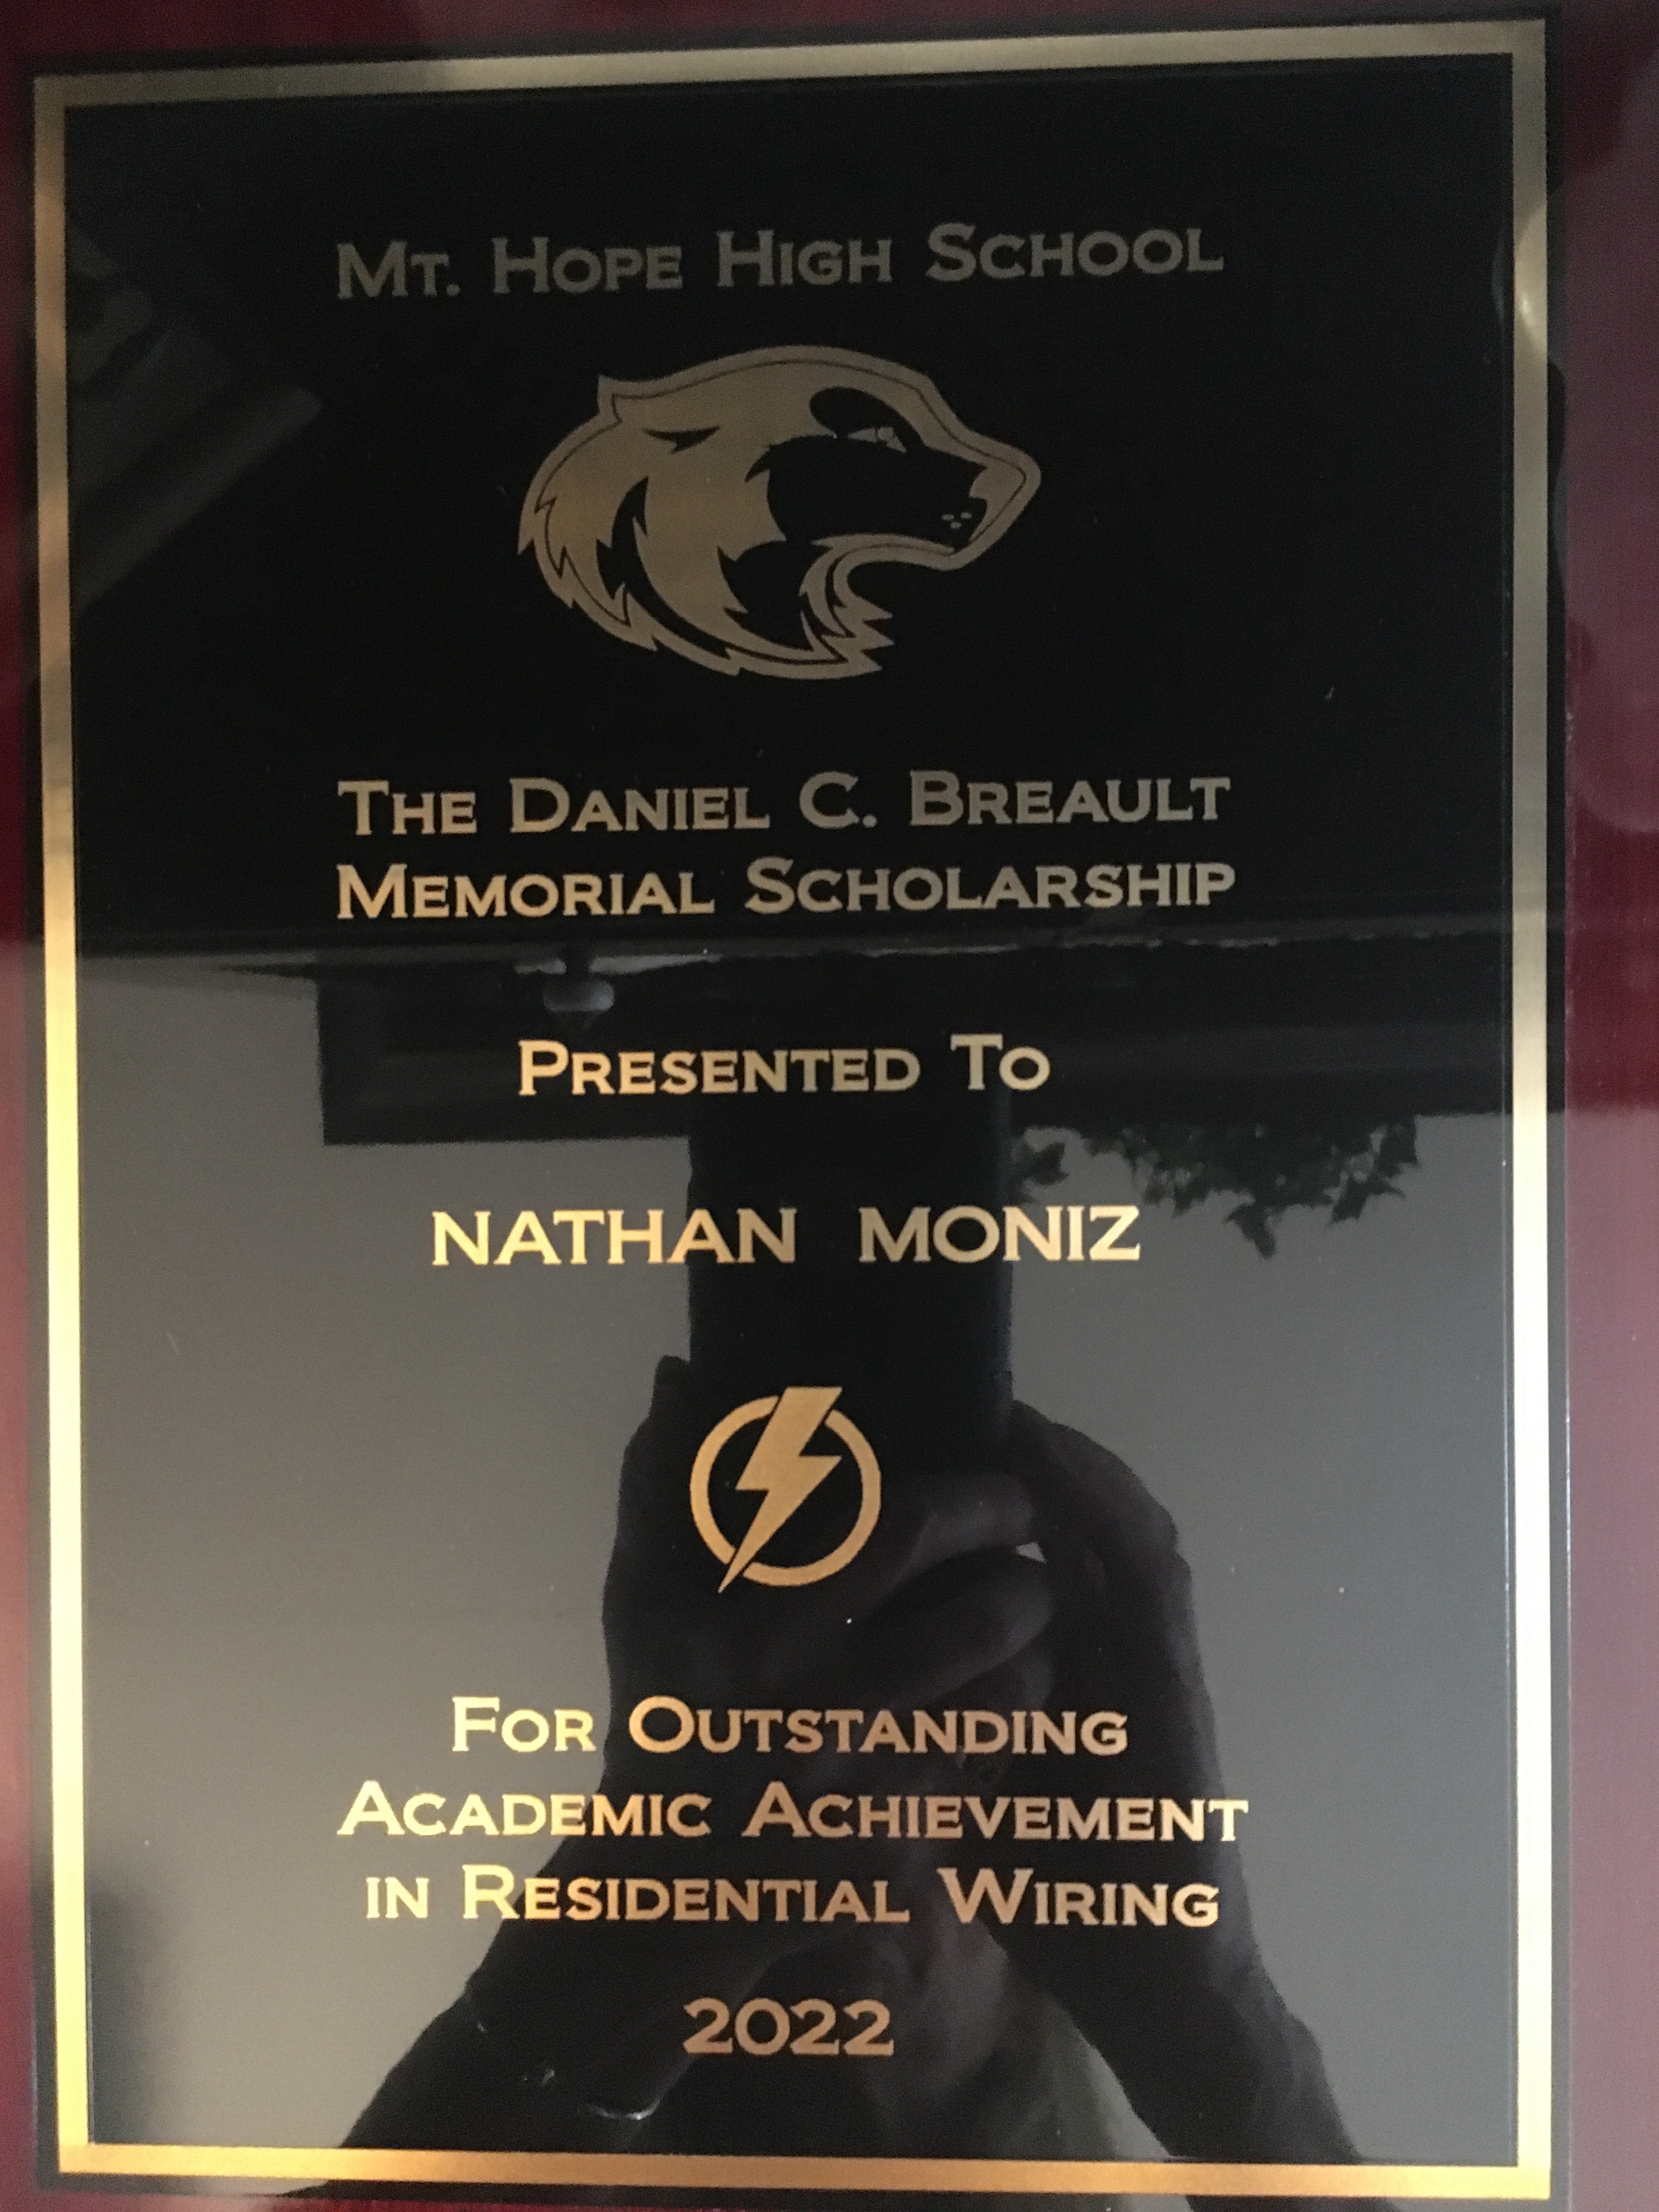 Mt. Hope High School
The Daniel C. Breault
Memorial Scholarship
Presented To
NATHAN MONIZ
For Outstanding
Academic Achievement
in Residential Wiring
2022